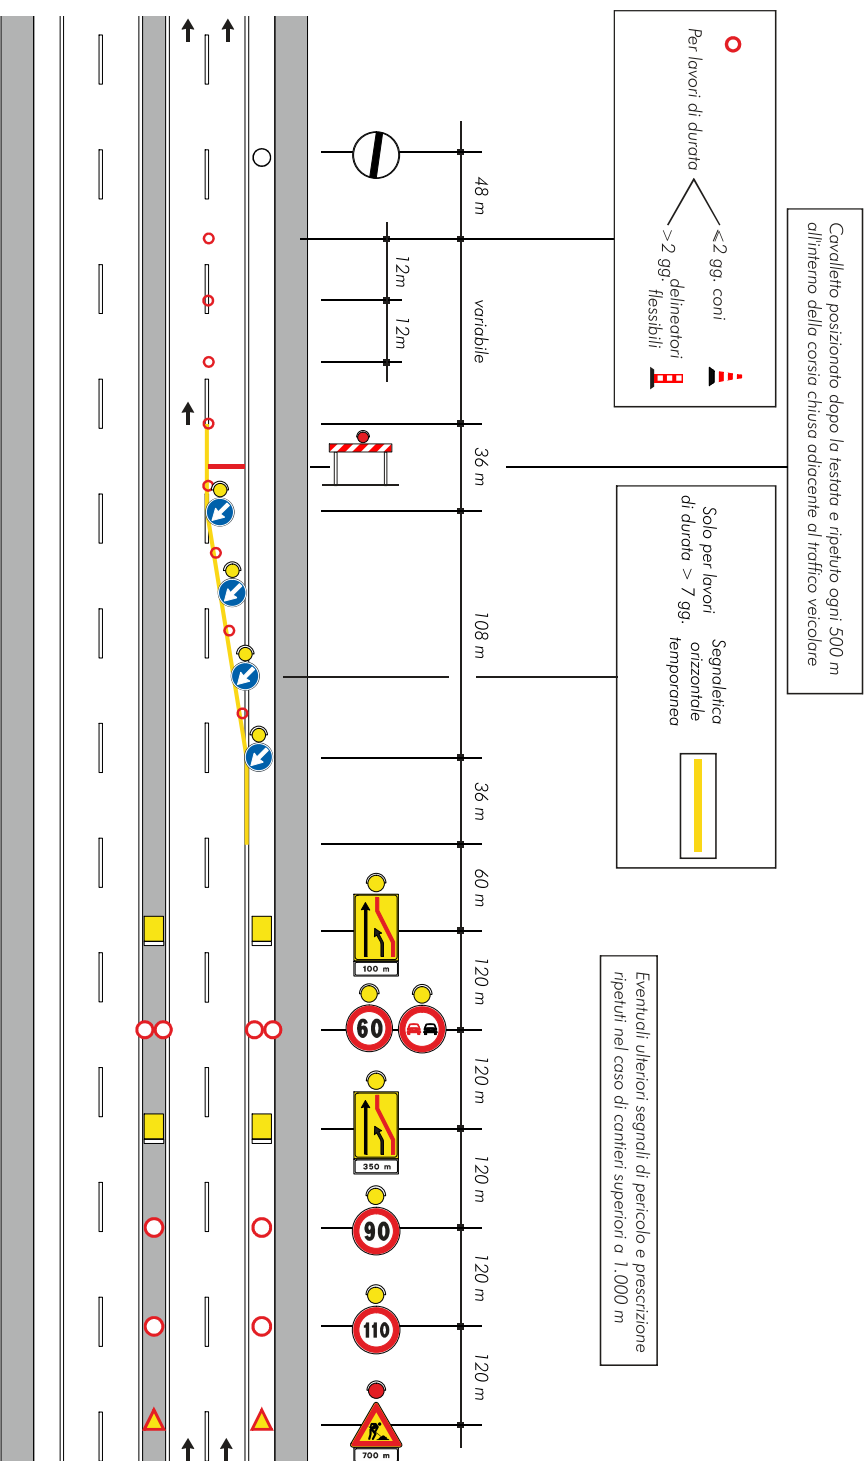 Per lavori di durata
<2 gg. coni
>2 gg. delineatori
flessibili
Cavalletto posizionato dopo la testata e ripetuto ogni 500 m
all'interno della corsia chiusa adiacente al traffico veicolare
Solo per lavori
di durata > 7 gg.
Segnaletica
orizzontale
temporanea
Eventuali ulteriori segnali di pericolo e prescrizione
ripetuti nel caso di cantieri superiori a 1.000 m
48 m
variabile
36 m
108 m
36 m
60 m
120 m
120 m
120 m
120 m
120 m
12m
12m
100 m
60
350 m
90
110
700 m